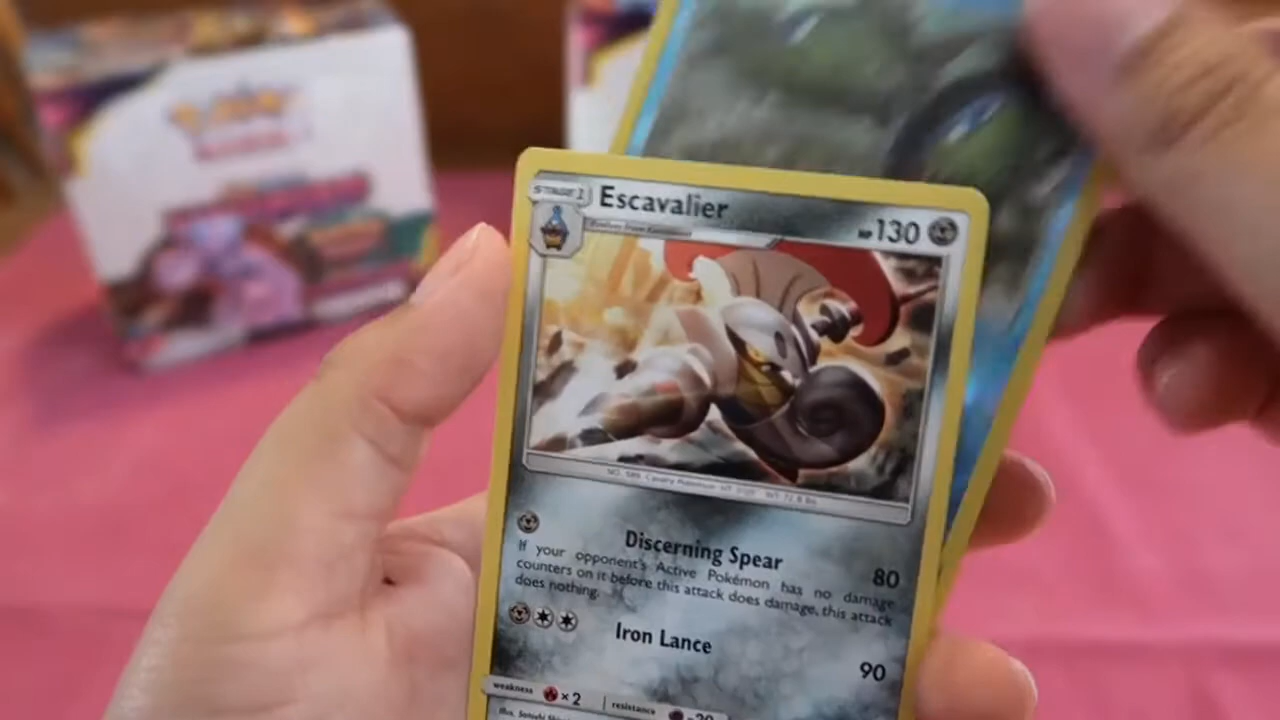 STAGE 1
Escavalier
HP 130
Evolves from Karrablast
NO. 589 Cavalry Pokémon HT: 3'03" WT: 72.8 lbs
Discerning Spear 80
If your opponent's Active Pokémon has no damage
counters on it before this attack does damage, this attack
does nothing.
Iron Lance 90
weakness ×2 resistance -20